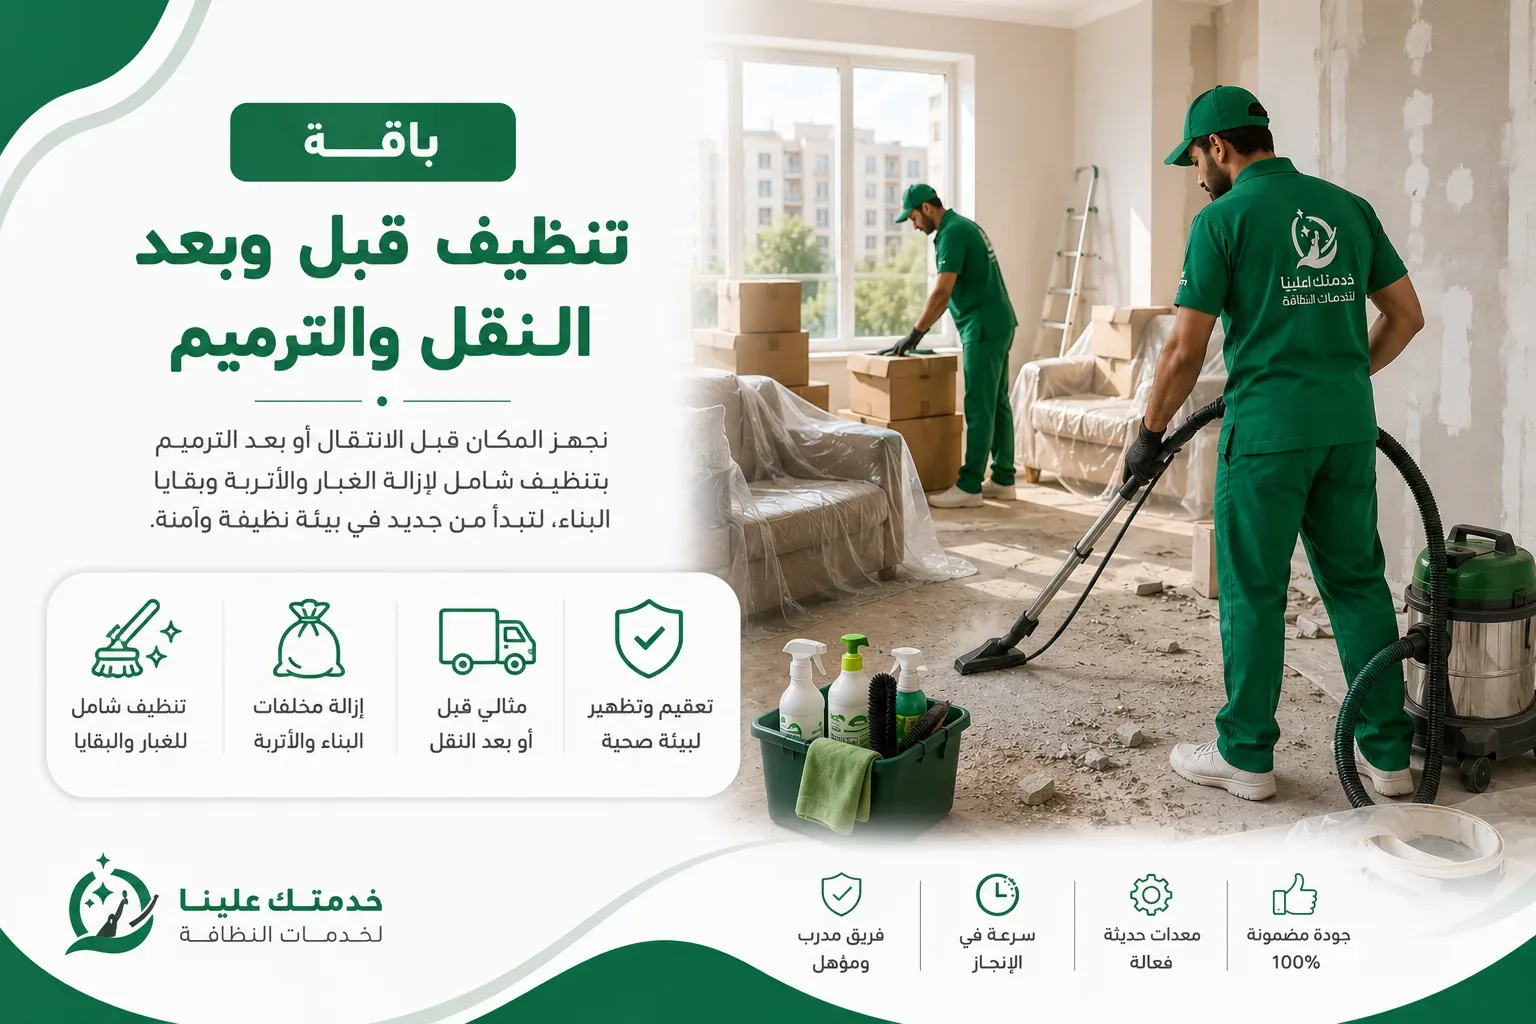 باقة
تنظيف قبل وبعد
النقل والترميم
نجهز المكان قبل الانتقال أو بعد الترميم
بتنظيف شامل لإزالة الغبار والأتربة وبقايا
البناء، لتبدأ من جديد في بيئة نظيفة وآمنة.
تعقيم وتطهير
لبيئة صحية
مثالي قبل
أو بعد النقل
إزالة مخلفات
البناء والأتربة
تنظيف شامل
للغبار والبقايا
خدمتك اعلينا
لتخدمات النظافة
خدمتك علينا
لخدمات النظافة
جودة مضمونة
100%
معدات حديثة
فعالة
سرعة في
الإنجاز
فريق مدرب
ومؤهل